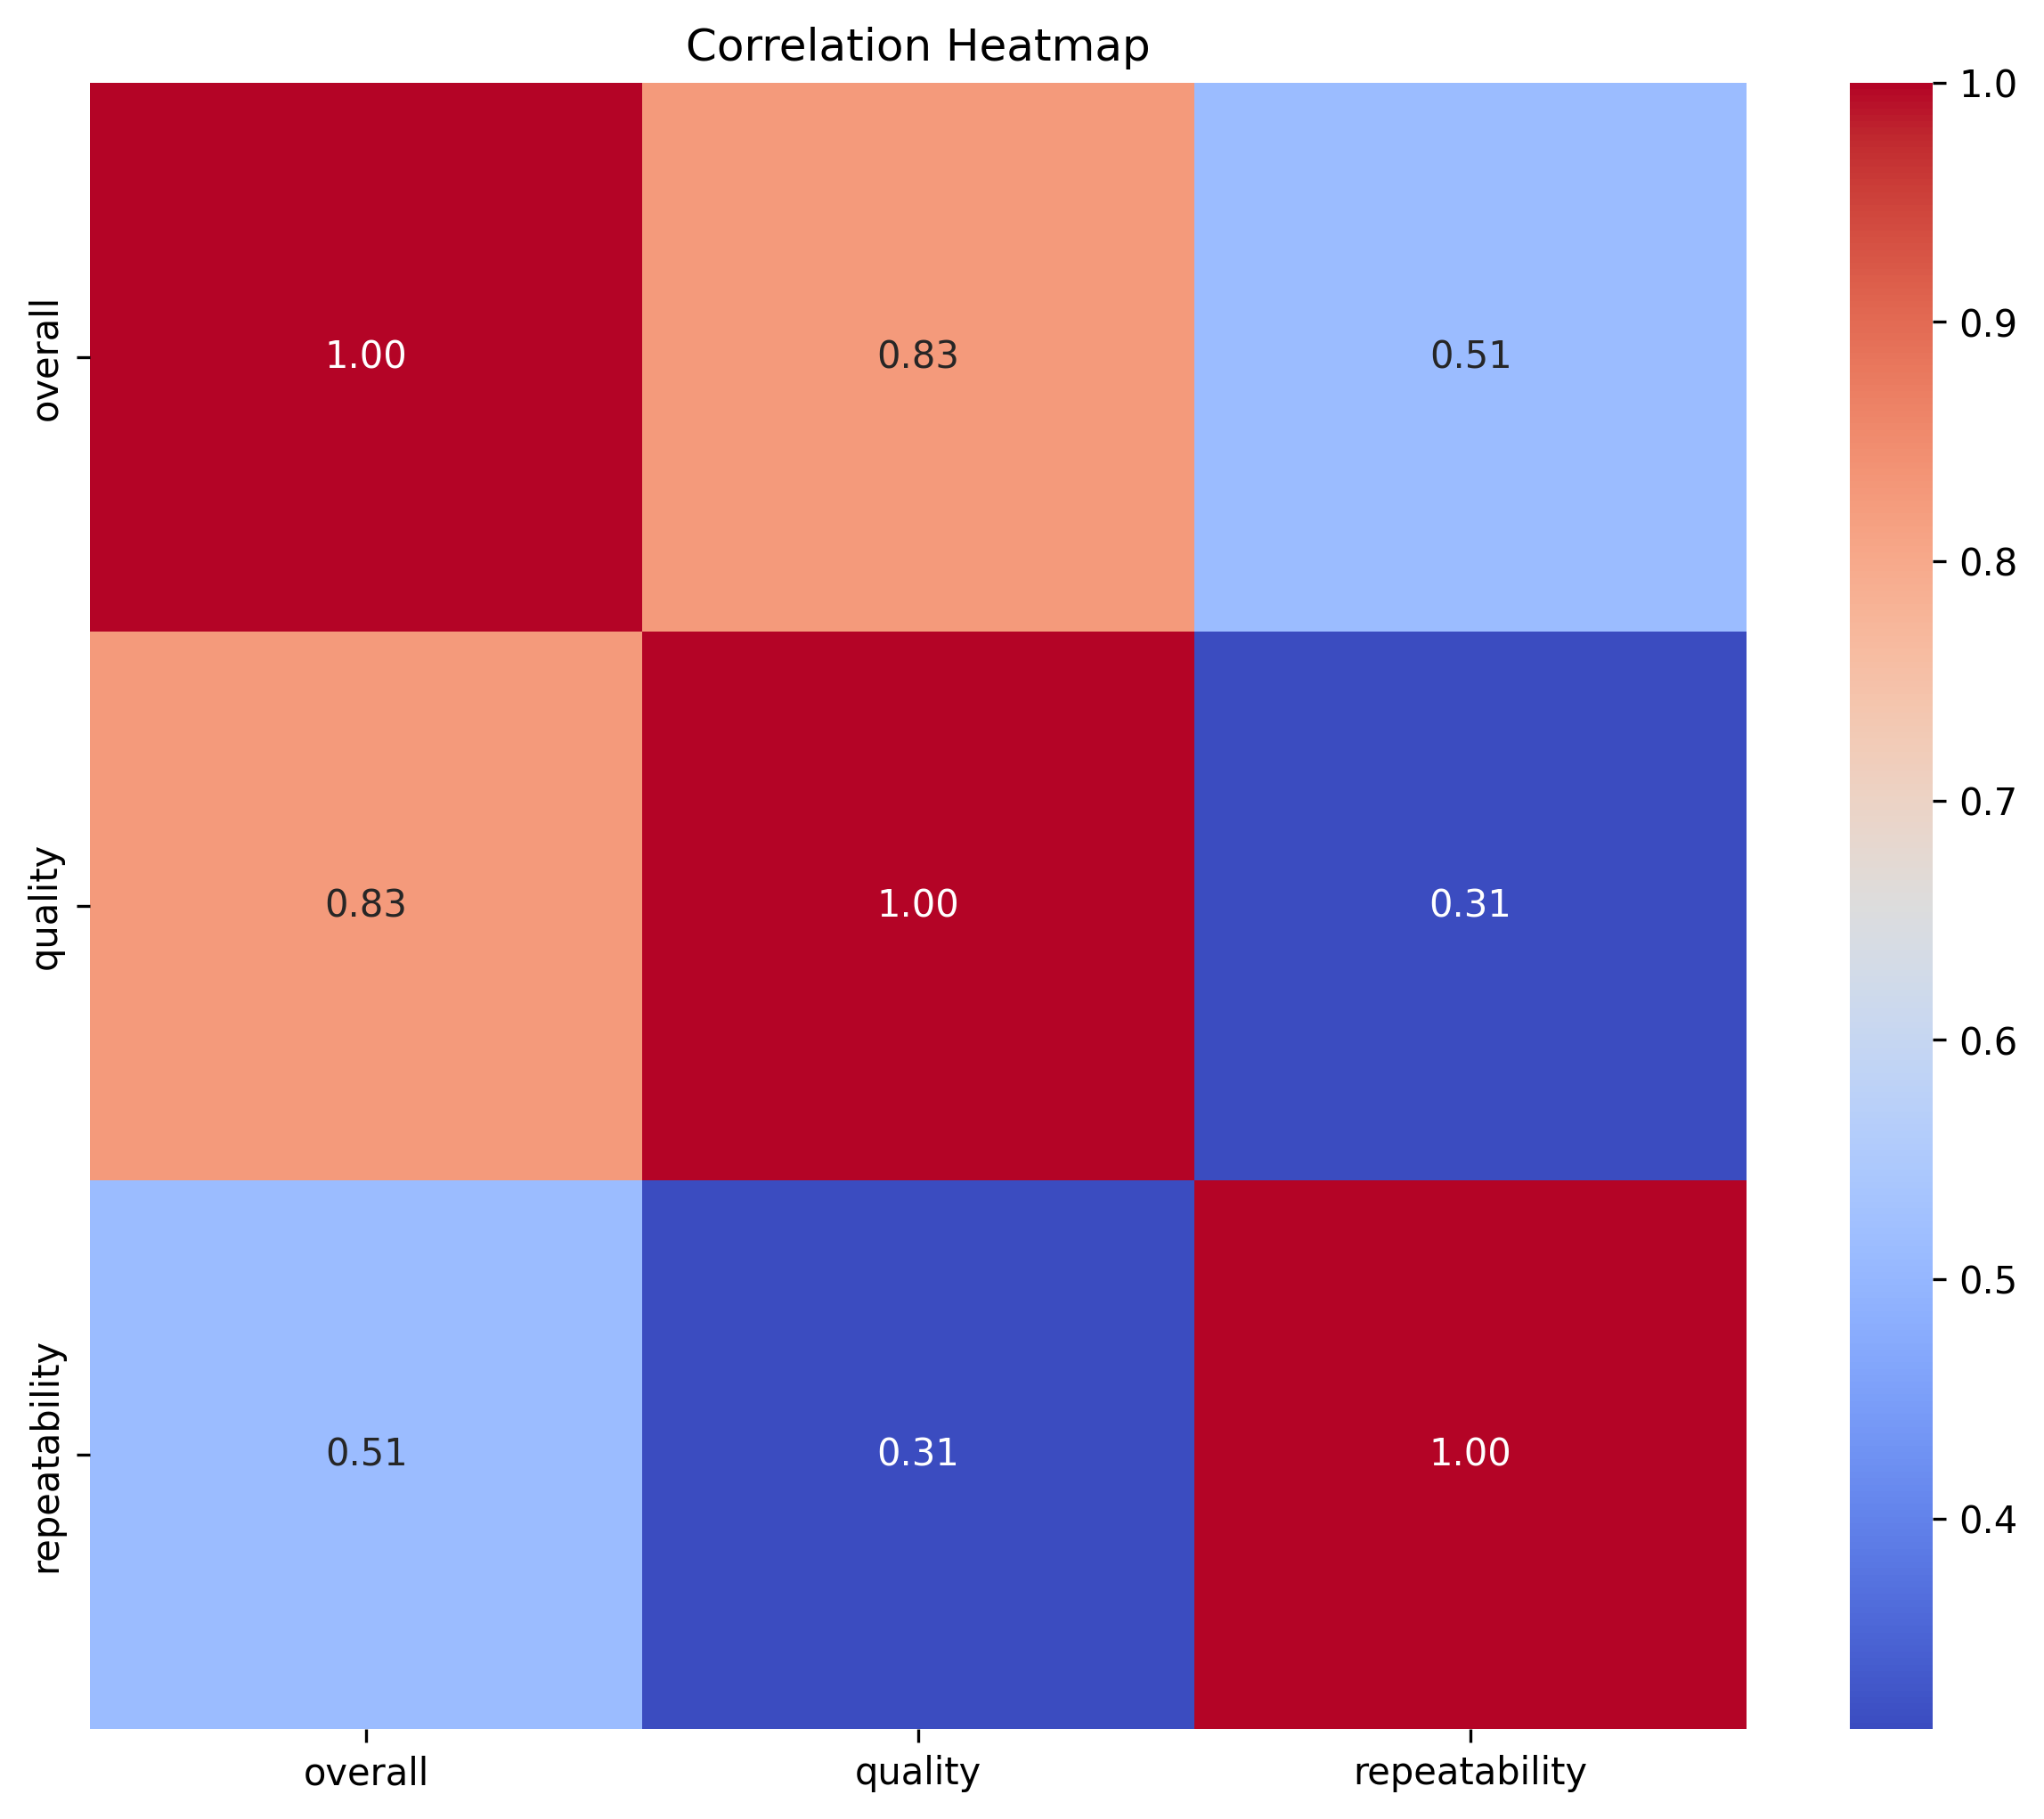 Correlation Heatmap
overall
quality
repeatability
1.00 0.83 0.51
0.83 1.00 0.31
0.51 0.31 1.00
overall quality repeatability
1.0
0.9
0.8
0.7
0.6
0.5
0.4